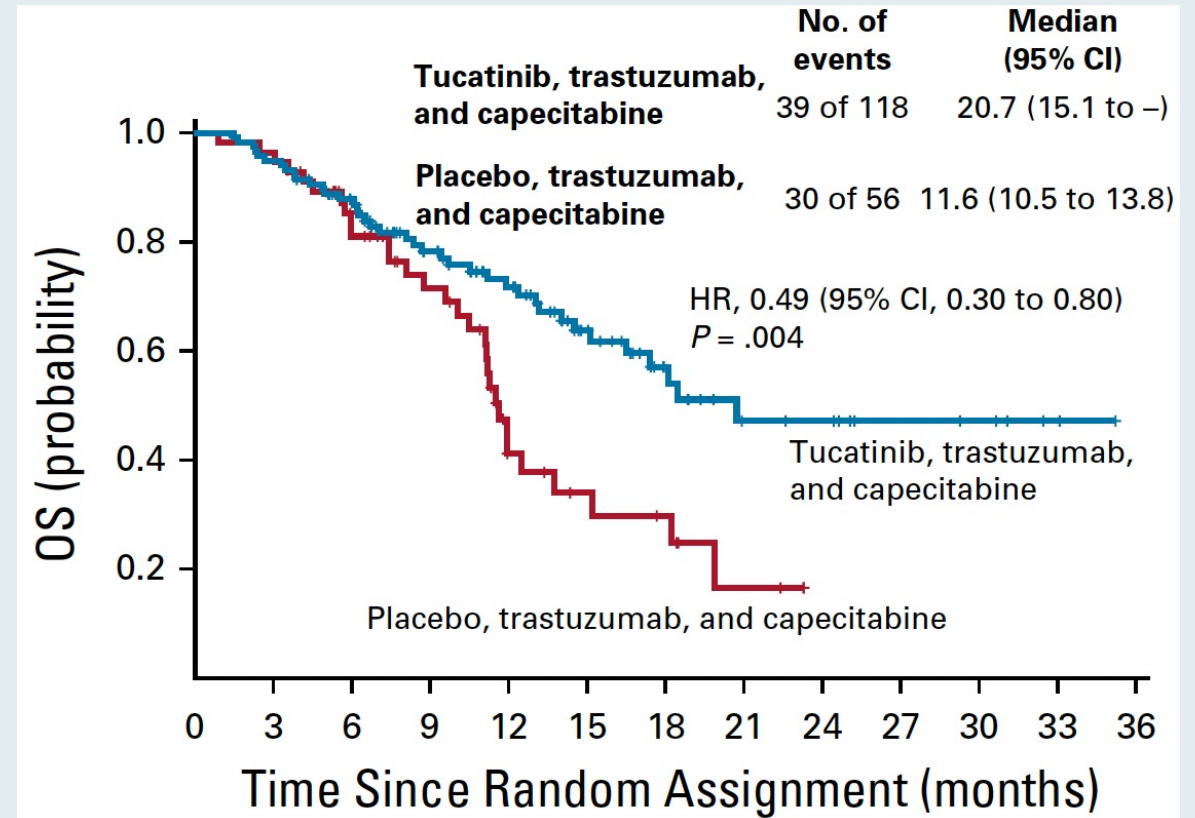 No. of events
Median (95% CI)
Tucatinib, trastuzumab,
and capecitabine
39 of 118
20.7 (15.1 to –)
Placebo, trastuzumab,
and capecitabine
30 of 56
11.6 (10.5 to 13.8)
HR, 0.49 (95% CI, 0.30 to 0.80)
P = .004
OS (probability)
1.0
0.8
0.6
0.4
0.2
Tucatinib, trastuzumab,
and capecitabine
Placebo, trastuzumab, and capecitabine
0 3 6 9 12 15 18 21 24 27 30 33 36
Time Since Random Assignment (months)